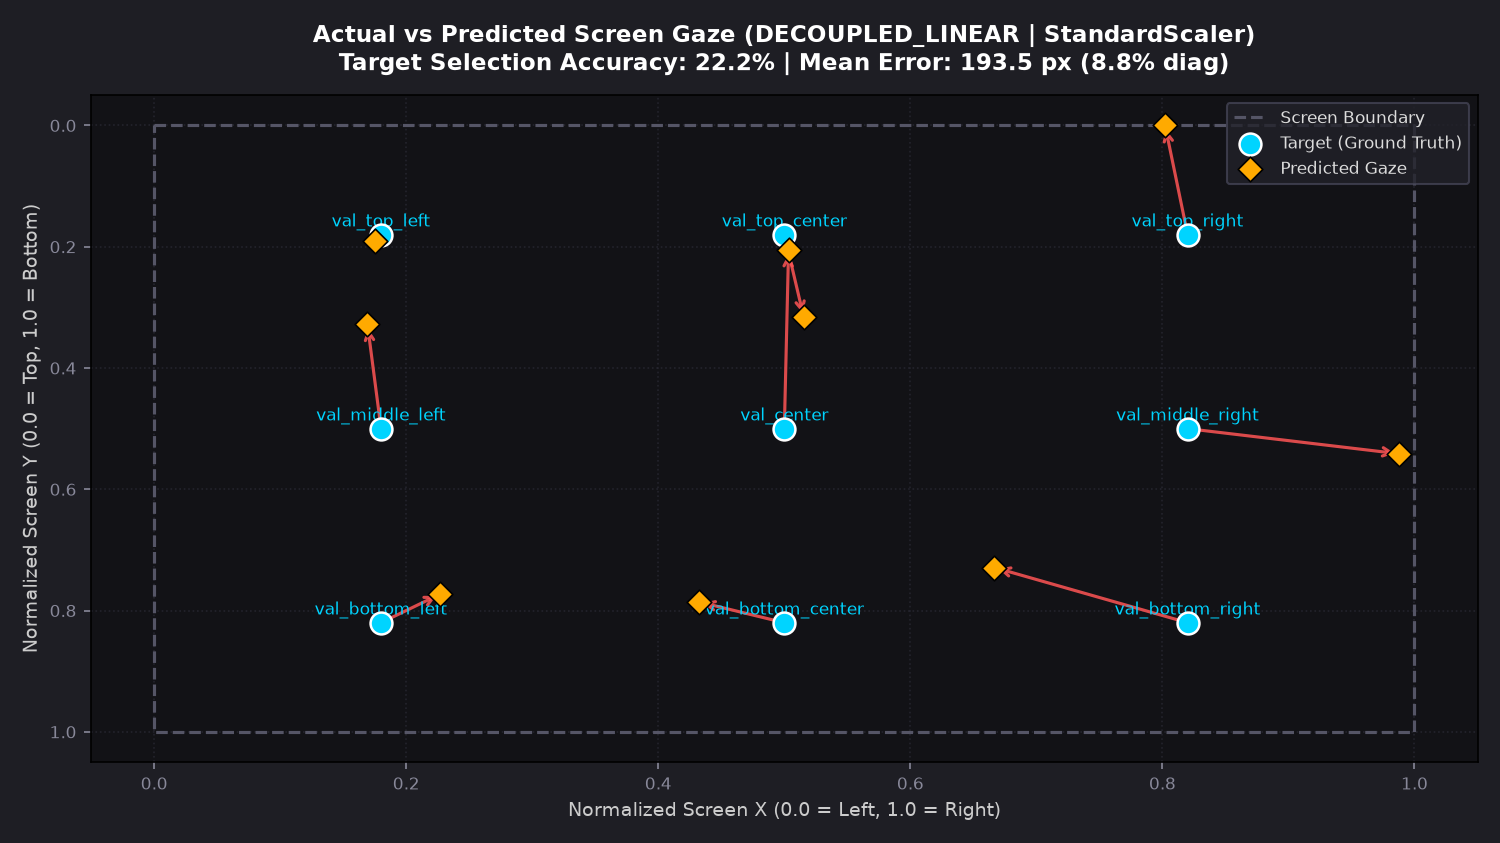 Actual vs Predicted Screen Gaze (DECOUPLED_LINEAR | StandardScaler)
Target Selection Accuracy: 22.2% | Mean Error: 193.5 px (8.8% diag)
Screen Boundary
Target (Ground Truth)
Predicted Gaze
val_top_left
val_top_center
val_top_right
val_middle_left
val_center
val_middle_right
val_bottom_left
val_bottom_center
val_bottom_right
Normalized Screen Y (0.0 = Top, 1.0 = Bottom)
0.0
0.2
0.4
0.6
0.8
1.0
0.0
0.2
0.4
0.6
0.8
1.0
Normalized Screen X (0.0 = Left, 1.0 = Right)